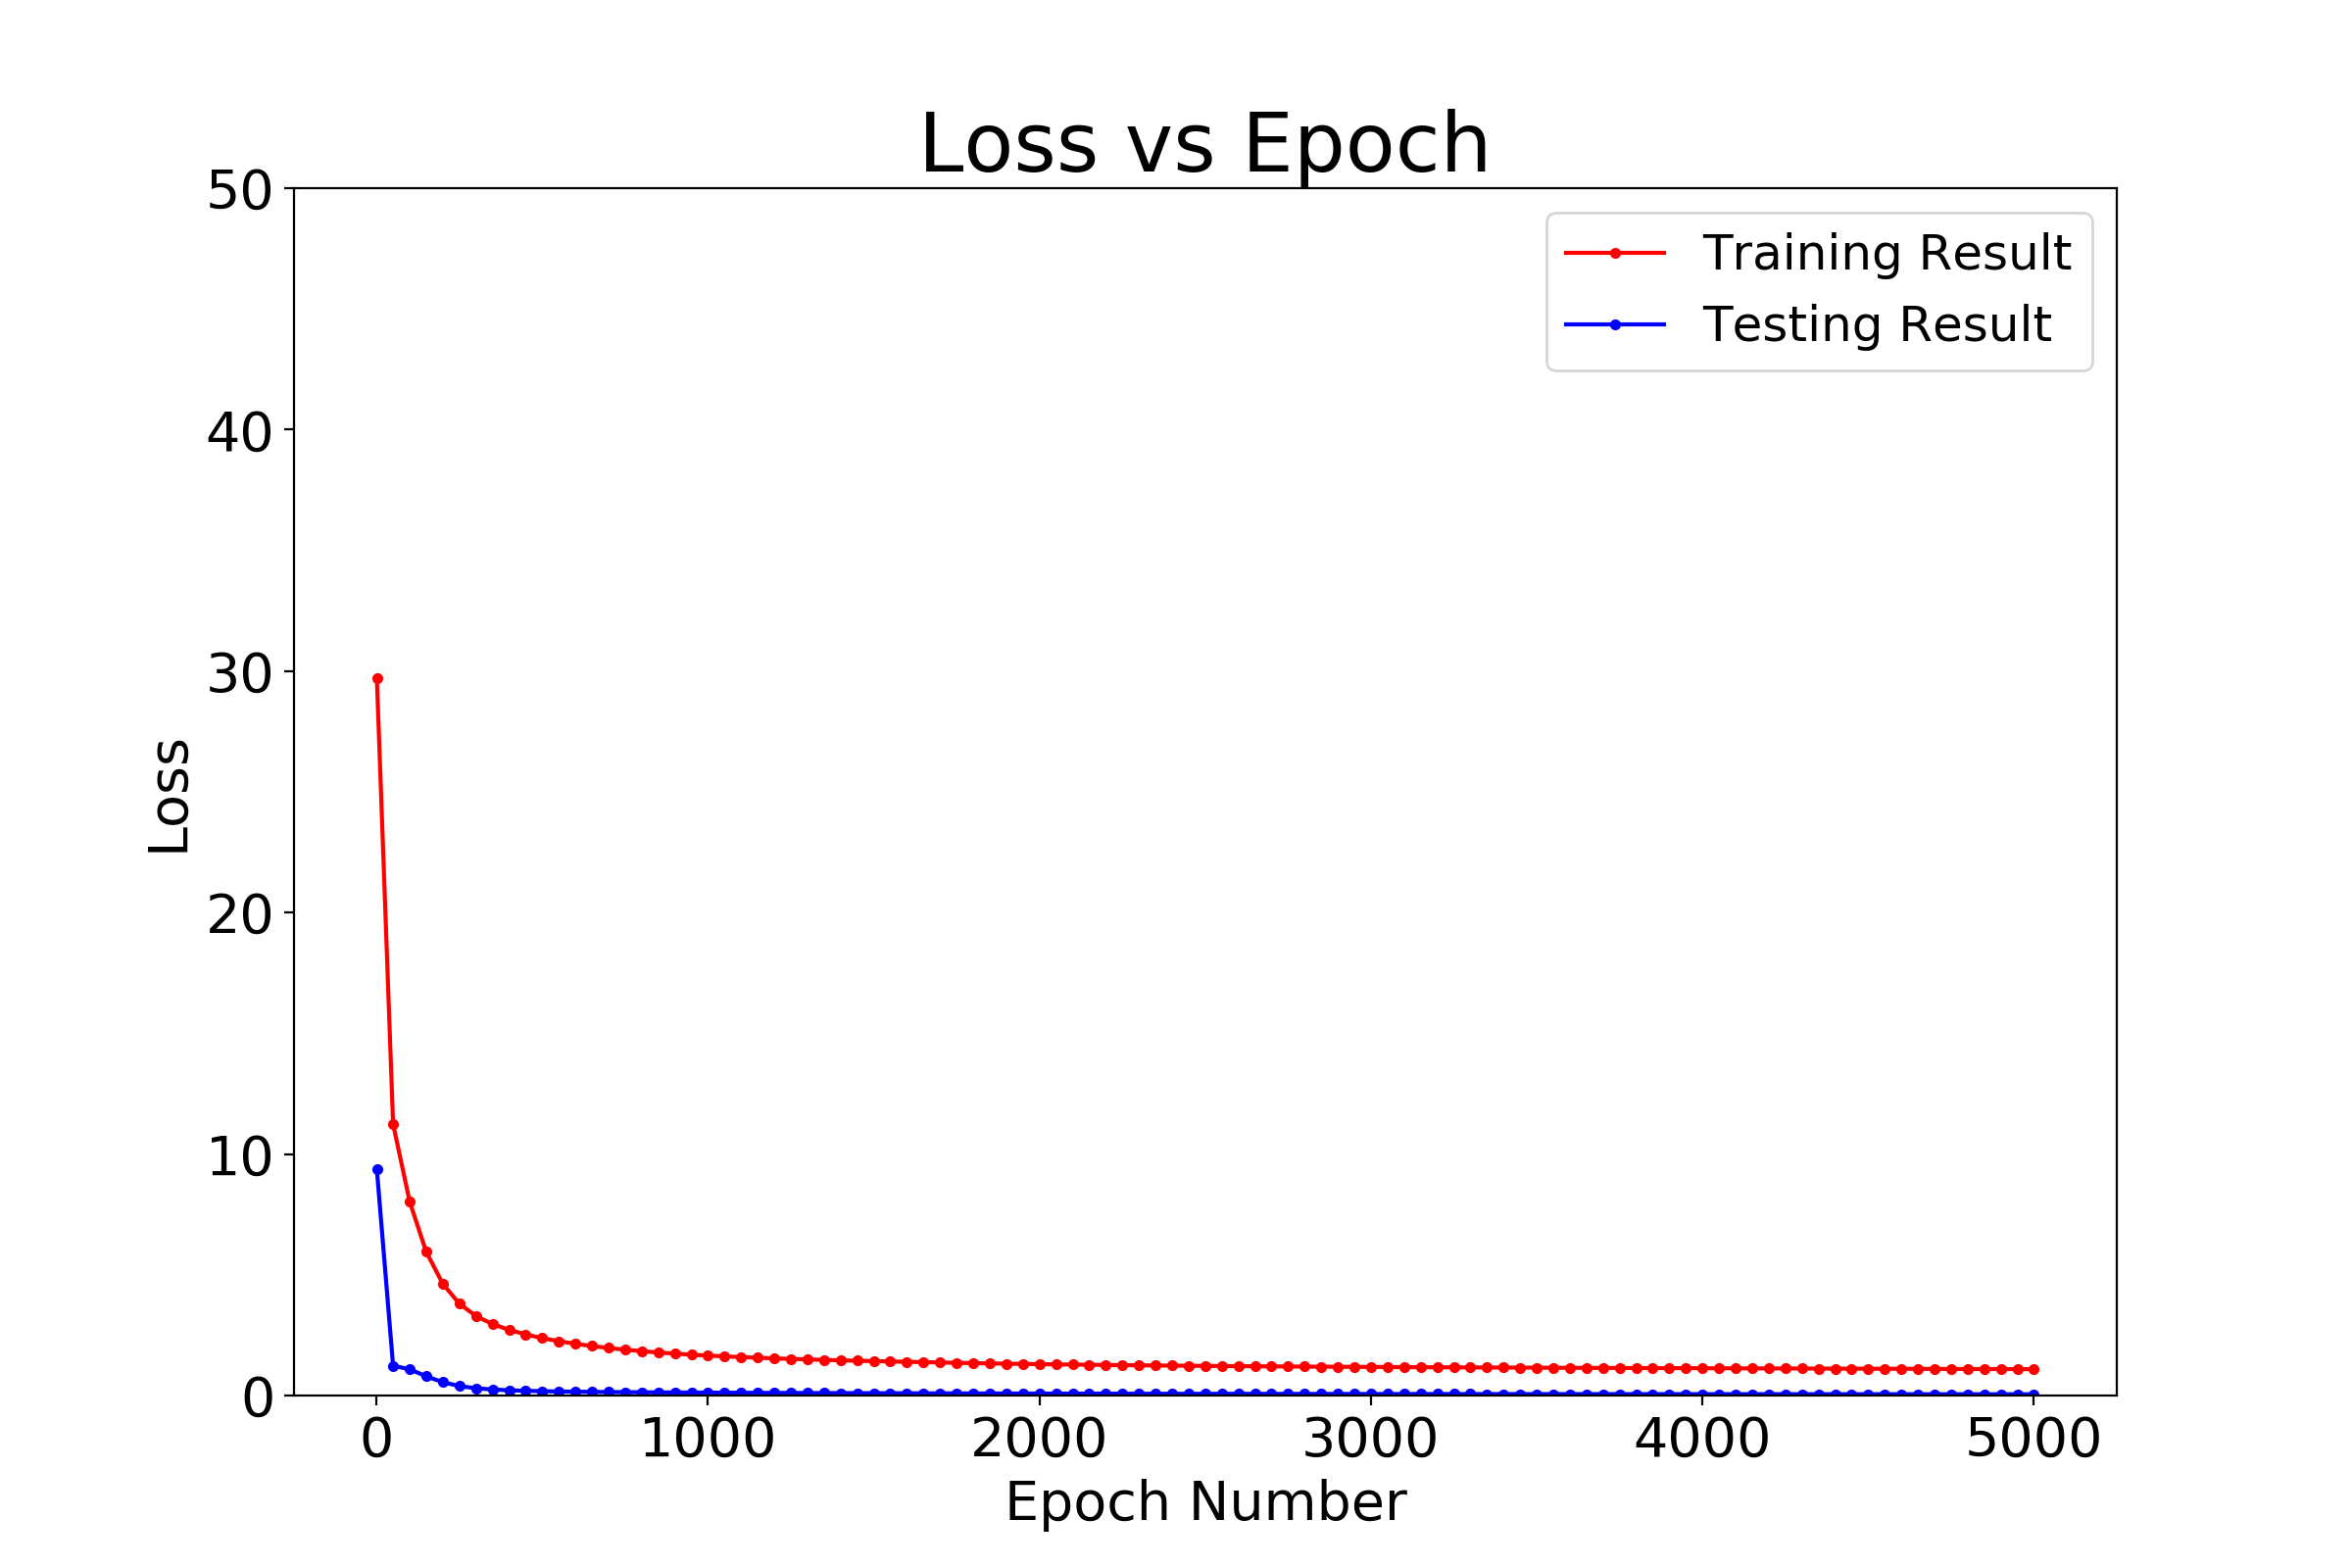 Loss vs Epoch
50
40
30
20
10
0
Loss
Training Result
Testing Result
0 1000 2000 3000 4000 5000
Epoch Number